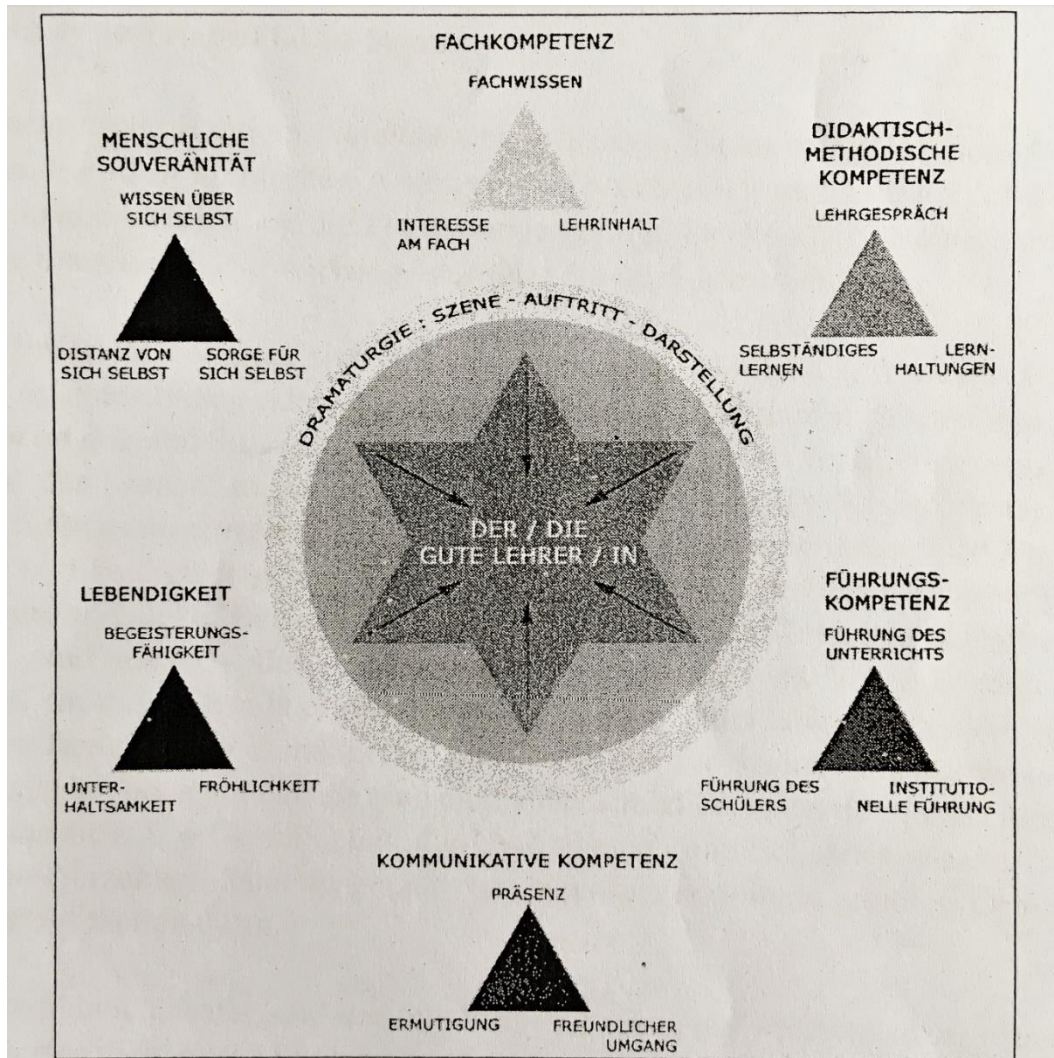 FACHKOMPETENZ
FACHWISSEN
INTERESSE
AM FACH
LEHRINHALT
MENSCHLICHE
SOUVERÄNITÄT
WISSEN ÜBER
SICH SELBST
DISTANZ VON
SICH SELBST
SORGE FÜR
SICH SELBST
DIDAKTISCH-
METHODISCHE
KOMPETENZ
LEHRGESPRÄCH
SELBSTÄNDIGES
LERNEN
LERN-
HALTUNGEN
DRAMATURGIE : SZENE - AUFTRITT - DARSTELLUNG
DER / DIE
GUTE LEHRER / IN
LEBENDIGKEIT
BEGEISTERUNGS-
FÄHIGKEIT
UNTER-
HALTSAMKEIT
FRÖHLICHKEIT
FÜHRUNGS-
KOMPETENZ
FÜHRUNG DES
UNTERRICHTS
FÜHRUNG DES
SCHÜLERS
INSTITUTIO-
NELLE FÜHRUNG
KOMMUNIKATIVE KOMPETENZ
PRÄSENZ
ERMUTIGUNG
FREUNDLICHER
UMGANG